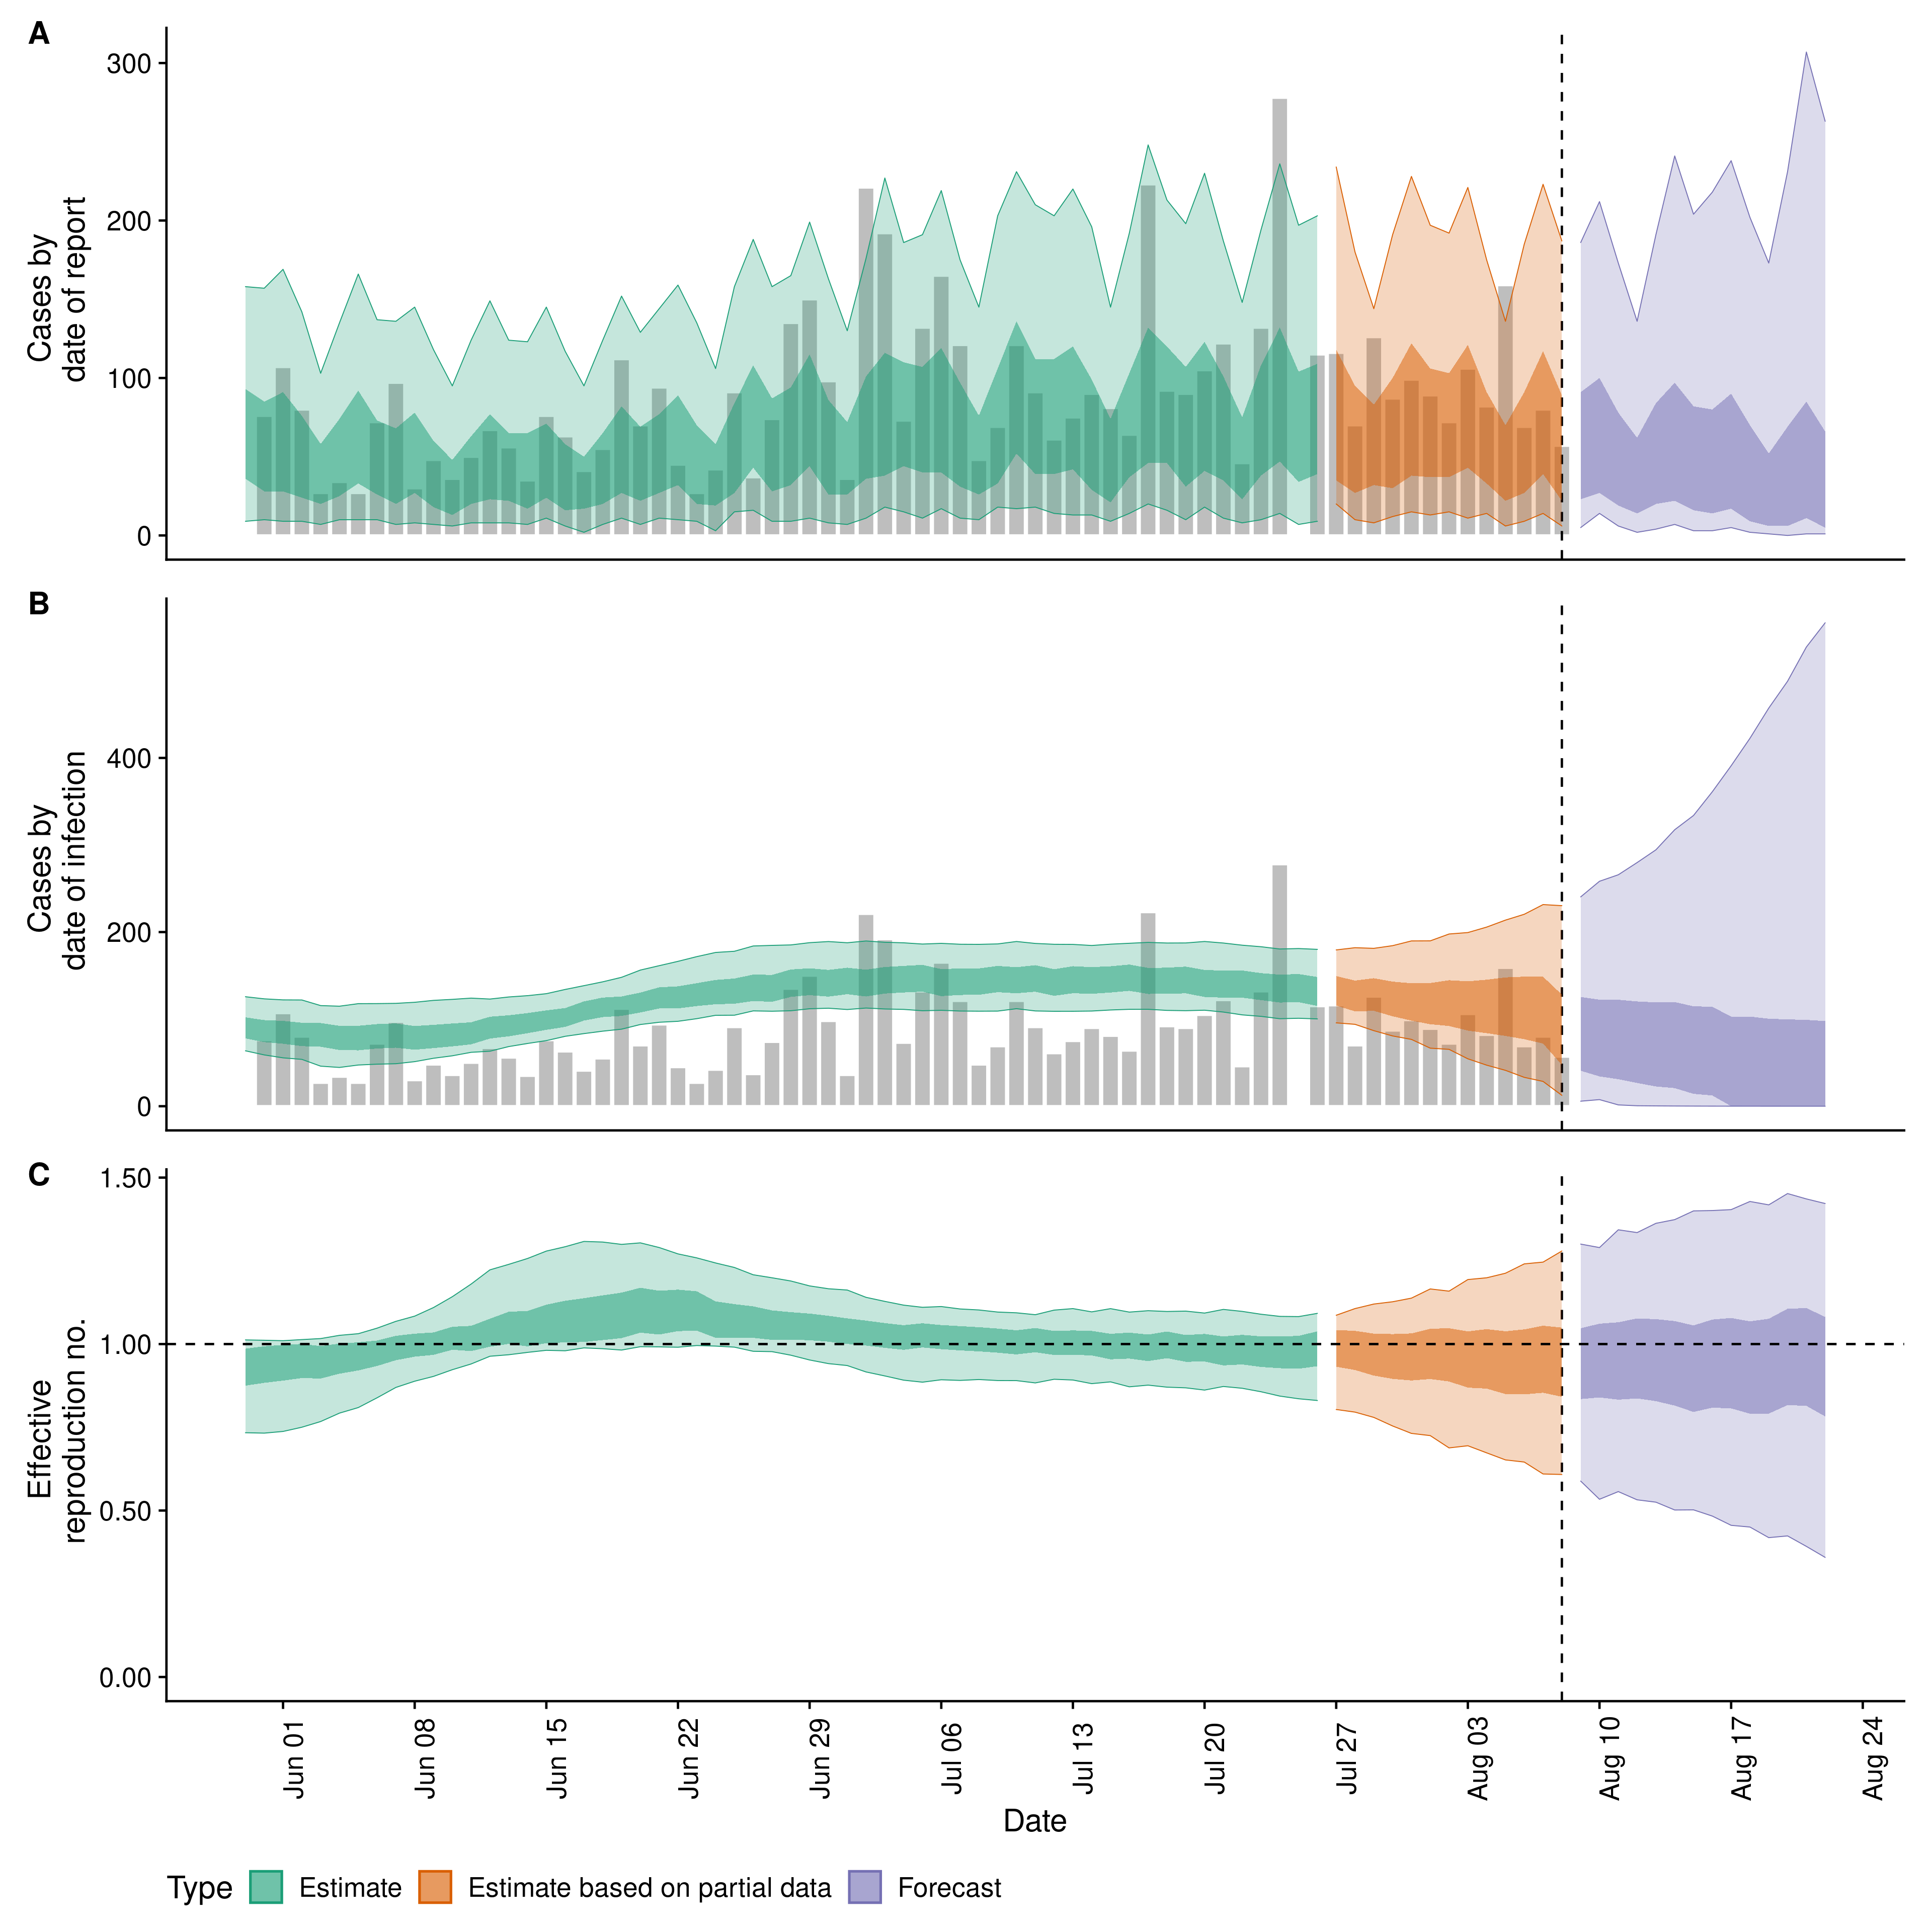 A
Cases by
date of report
300
200
100
0
B
Cases by
date of infection
400
200
0
C
Effective
reproduction no.
1.50
1.00
0.50
0.00
Jun 01
Jun 08
Jun 15
Jun 22
Jun 29
Jul 06
Jul 13
Jul 20
Jul 27
Aug 03
Aug 10
Aug 17
Aug 24
Date
Type Estimate Estimate based on partial data Forecast